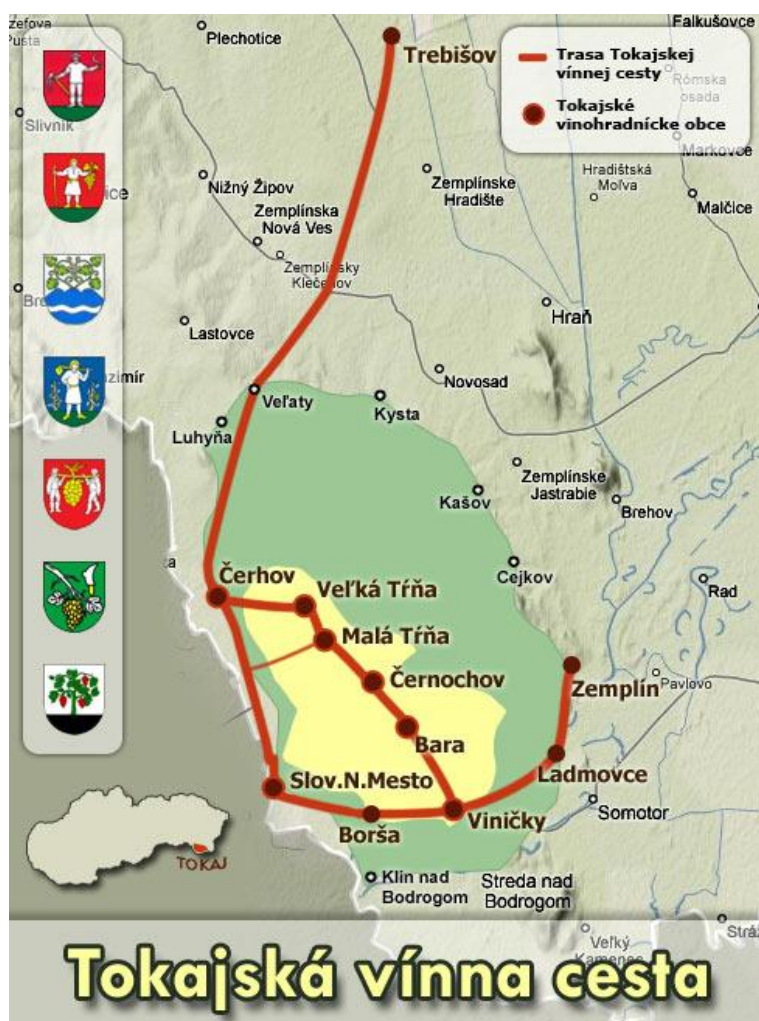 Falkušovce
Plechotice
Trebišov
Trasa Tokajskej
vínnej cesty
Tokajské
vinohradnícke obce
Rómska
osada
Slivník
Markovce
Malčice
Hradištská
Moľva
Nižný Žipov
Zemplínske
Hradište
Zemplínska
Nová Ves
Zemplínsky
Klečenov
Hraň
Lastovce
Novosad
Veľaty
Kysta
Luhyňa
Zemplínske
Jastrabie
Kašov
Brehov
Cejkov
Rad
Čerhov
Veľká Tŕňa
Malá Tŕňa
Černochov
Zemplín
Pavlovo
Bara
Ladmovce
Slov.N.Mesto
Somotor
Borša
Viničky
TOKAJ
Klin nad
Bodrogom
Streda nad
Bodrogom
Veľký
Kamenec
Tokajská vínna cesta